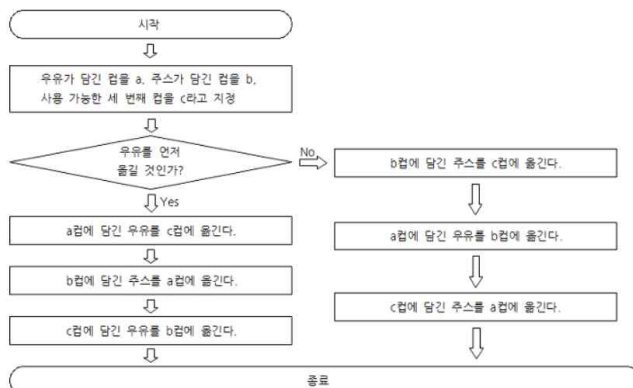 시작
우유가 담긴 컵을 a, 주스가 담긴 컵을 b,
사용 가능한 세 번째 컵을 c라고 지정
우유를 먼저
옮길 것인가?
No
Yes
a컵에 담긴 우유를 c컵에 옮긴다.
b컵에 담긴 주스를 a컵에 옮긴다.
c컵에 담긴 우유를 b컵에 옮긴다.
b컵에 담긴 주스를 c컵에 옮긴다.
a컵에 담긴 우유를 b컵에 옮긴다.
c컵에 담긴 주스를 a컵에 옮긴다.
종료